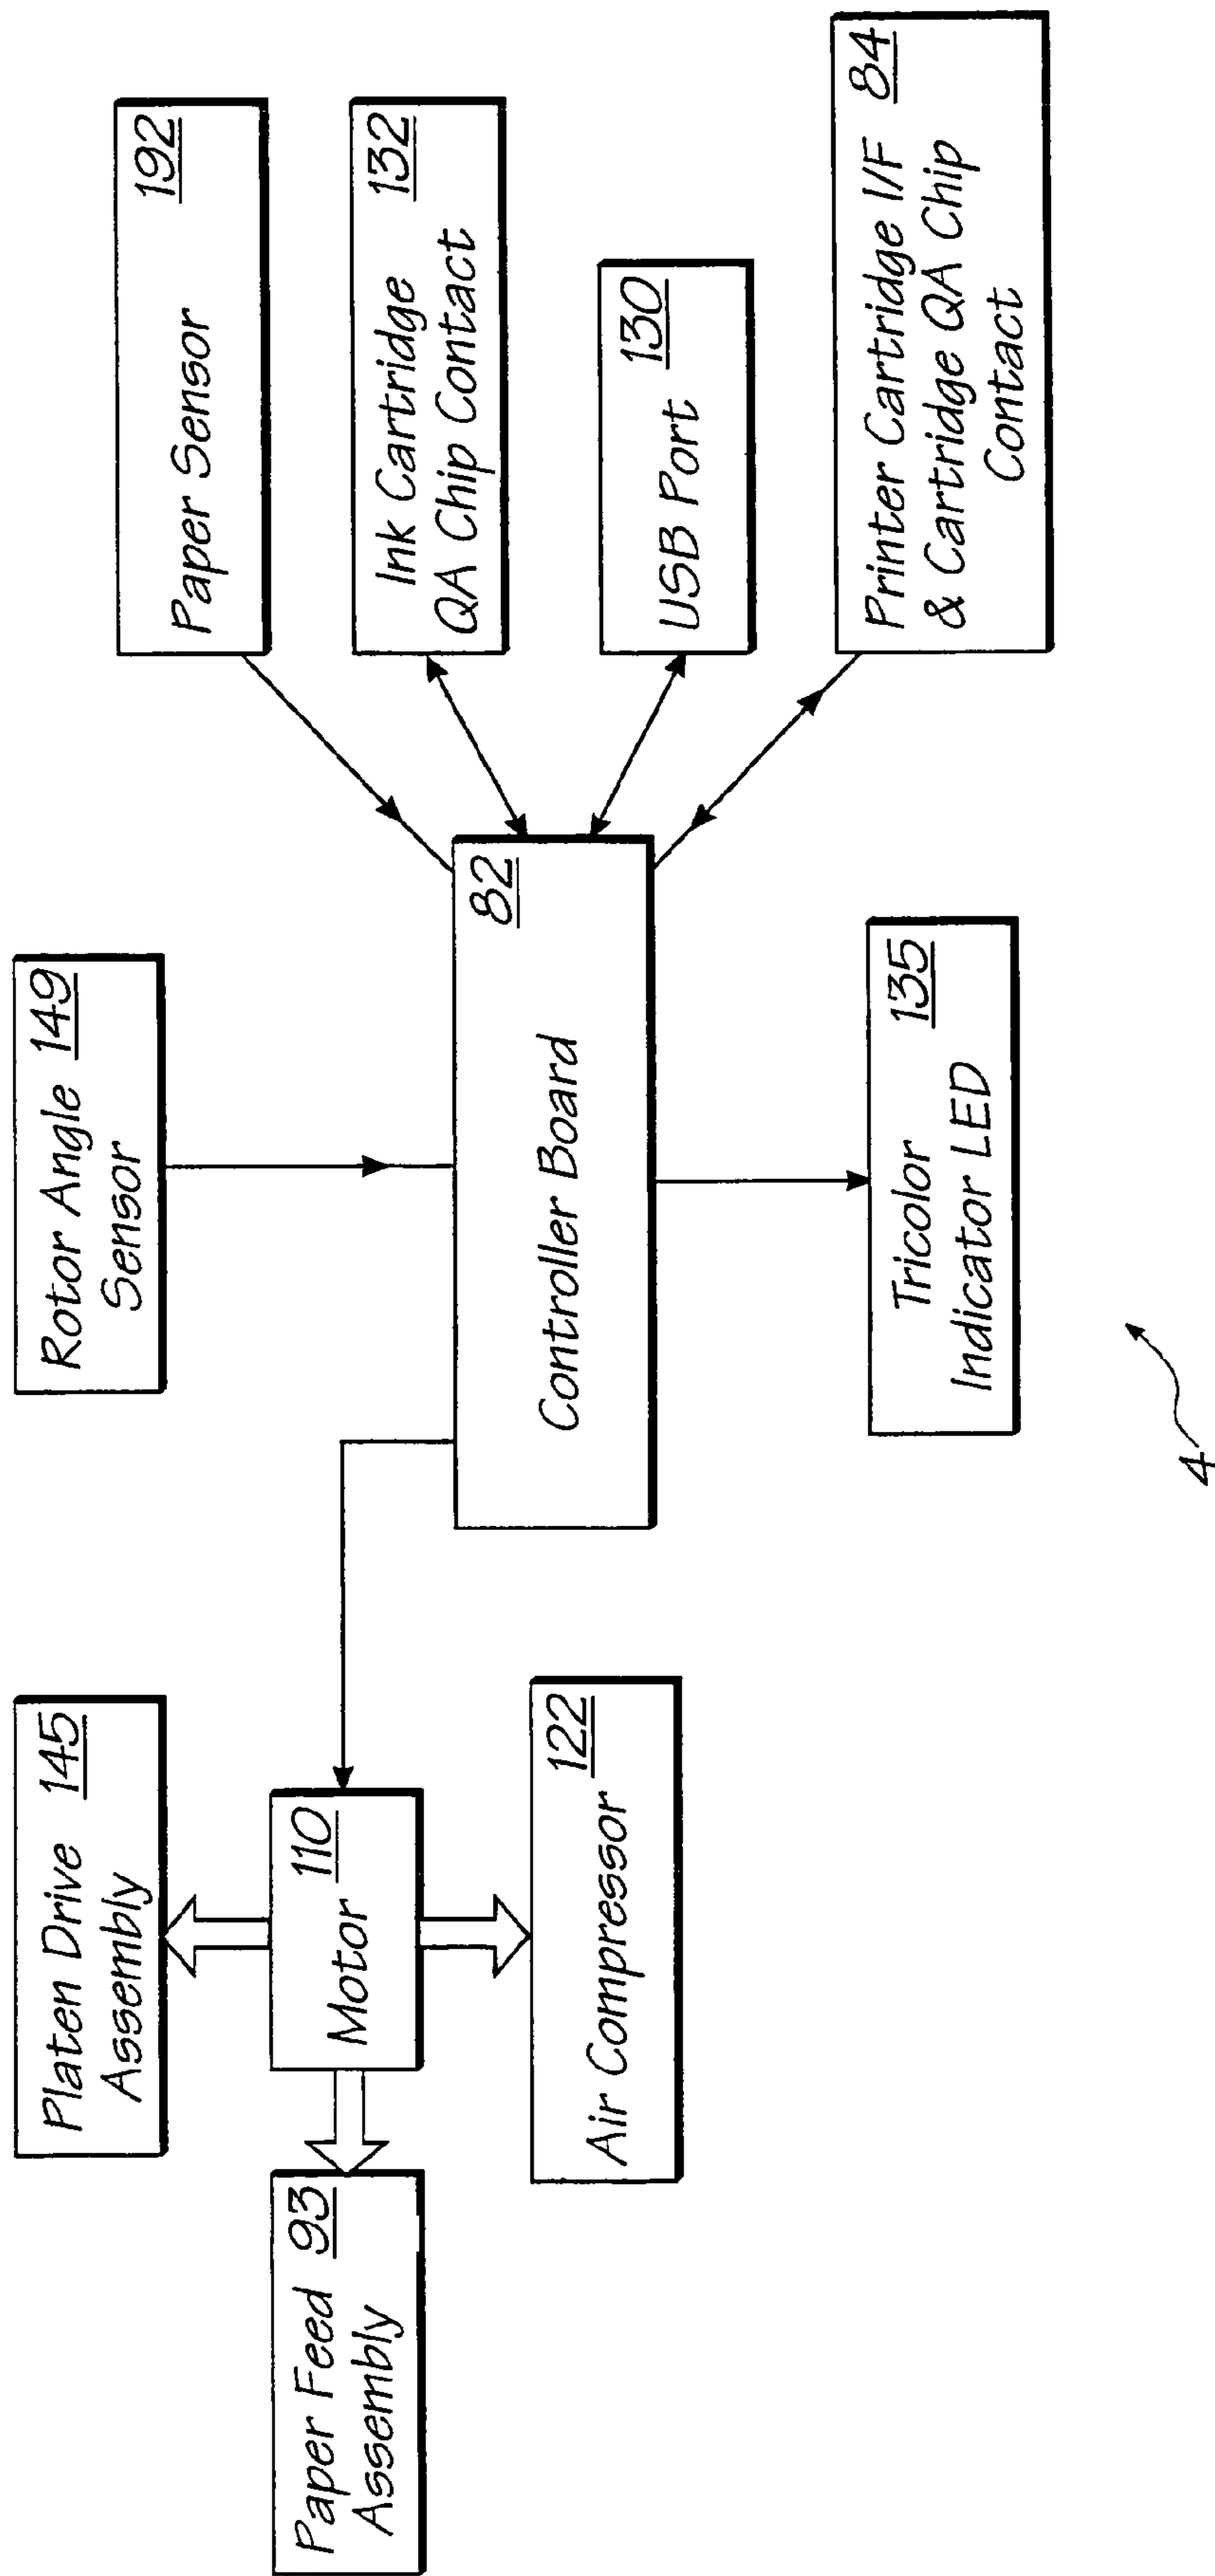 Platen Drive 145
Assembly
Rotor Angle 149
Sensor
Paper Sensor
192
Paper Feed 93
Assembly
110
Motor
Ink Cartridge 132
QA Chip Contact
82
Controller Board
130
USB Port
122
Air Compressor
Tricolor 135
Indicator LED
Printer Cartridge I/F 84
& Cartridge QA Chip
Contact
4